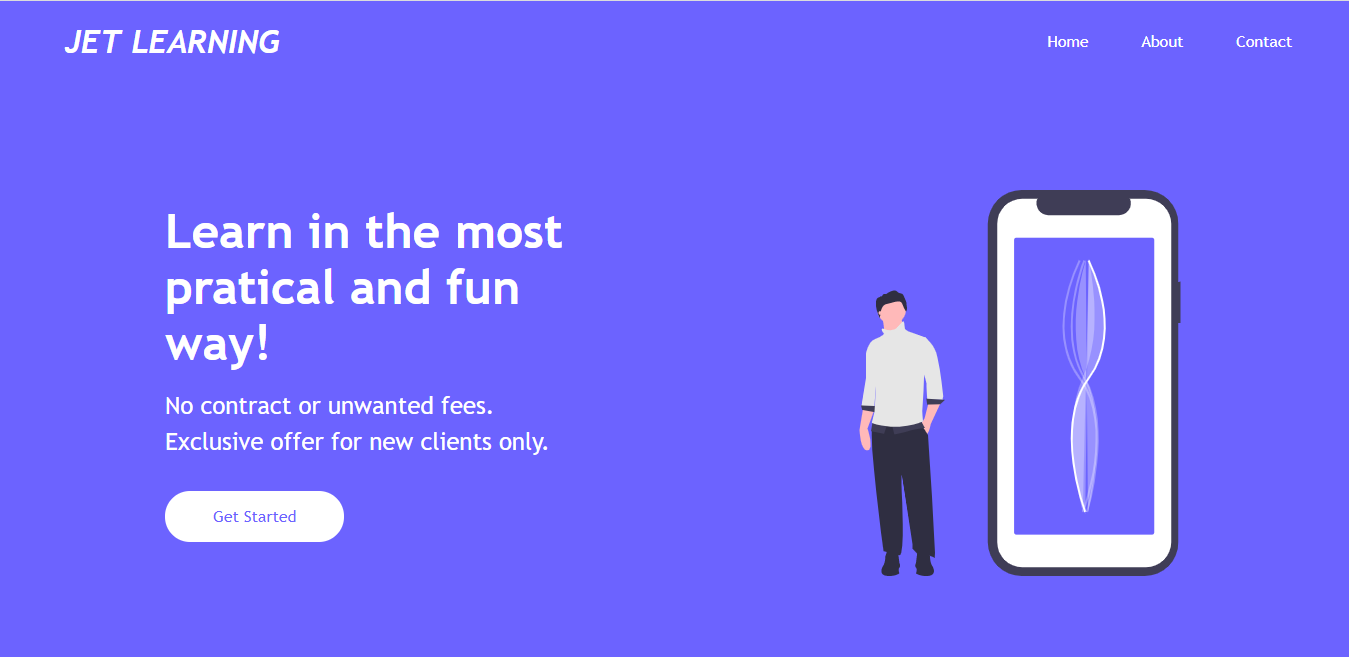 JET LEARNING
Home
About
Contact
Learn in the most
pratical and fun
way!
No contract or unwanted fees.
Exclusive offer for new clients only.
Get Started